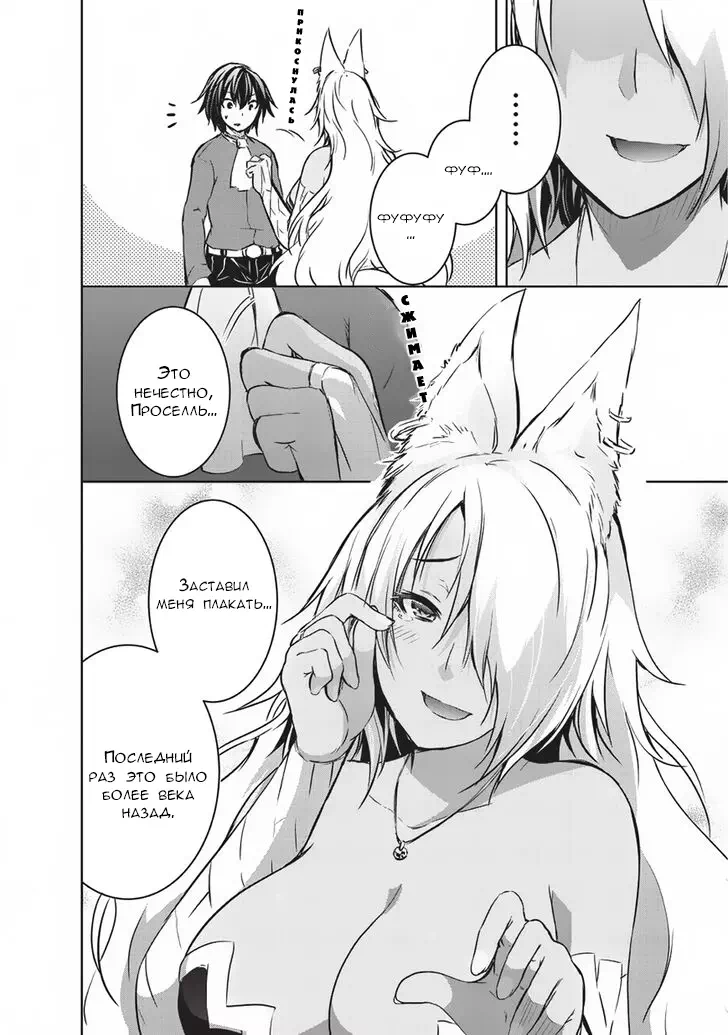 ......
ФУФ....
ФУФУФУ
...
ПРИКОСНУЛАСЬ
СЖИМАЕТ
Это
нечестно,
Проселль...
Заставил
меня плакать...
Последний
раз это было
более века
назад.